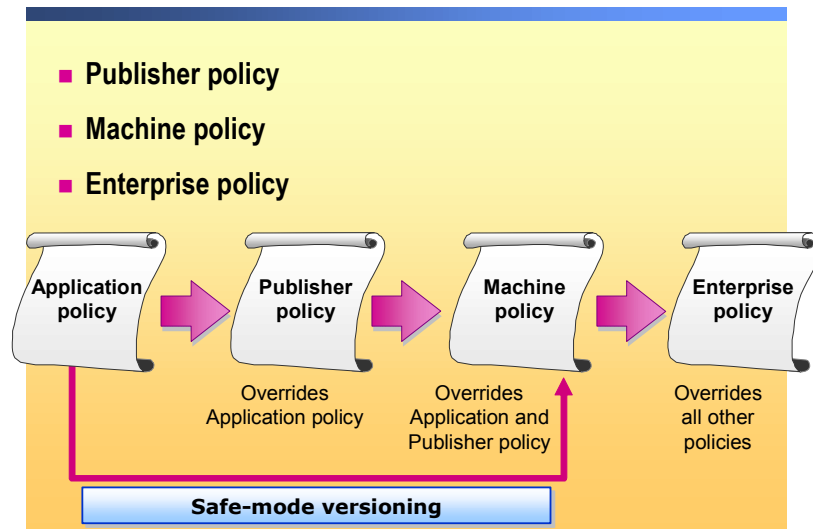 Publisher policy
Machine policy
Enterprise policy
Application
policy
Publisher
policy
Machine
policy
Enterprise
policy
Overrides
Application policy
Overrides
Application and
Publisher policy
Overrides
all other
policies
Safe-mode versioning